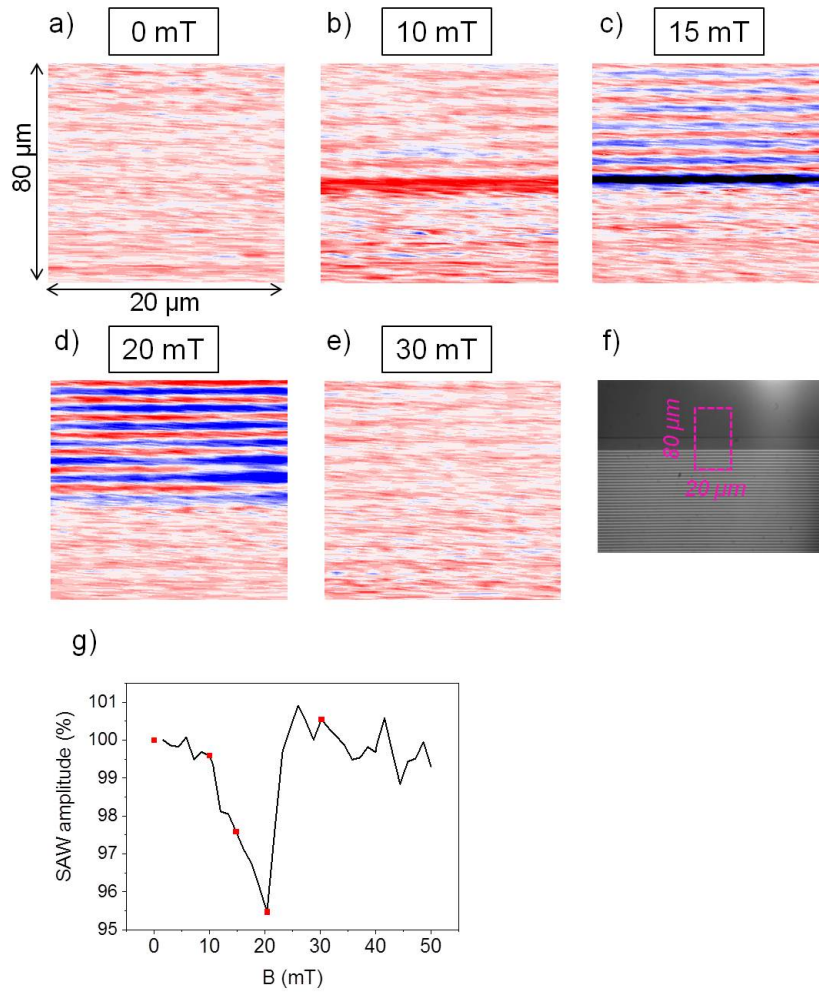 a)
0 mT
b)
10 mT
c)
15 mT
80 µm
20 µm
d)
20 mT
e)
30 mT
f)
80 µm
20 µm
g)
SAW amplitude (%)
101
100
99
98
97
96
95
0
10
20
30
40
50
B (mT)